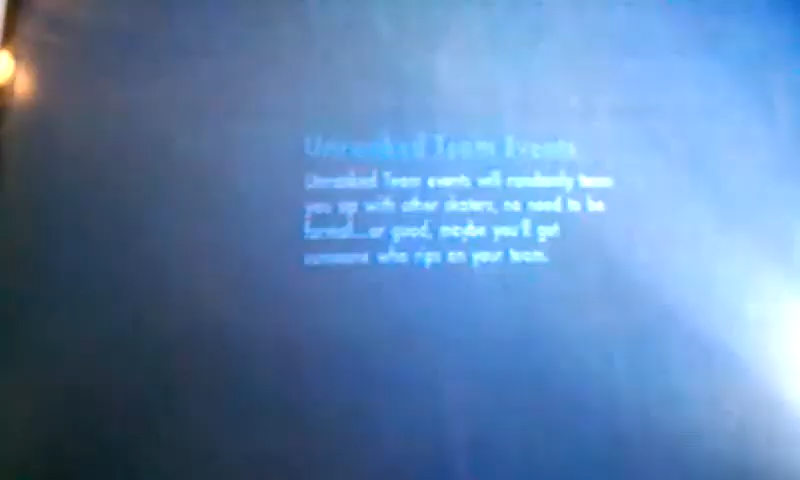 Unranked Team Events
Unranked Team events will randomly team
you up with other skaters, no need to be
formal...or good, maybe you'll get
someone who rips on your team.